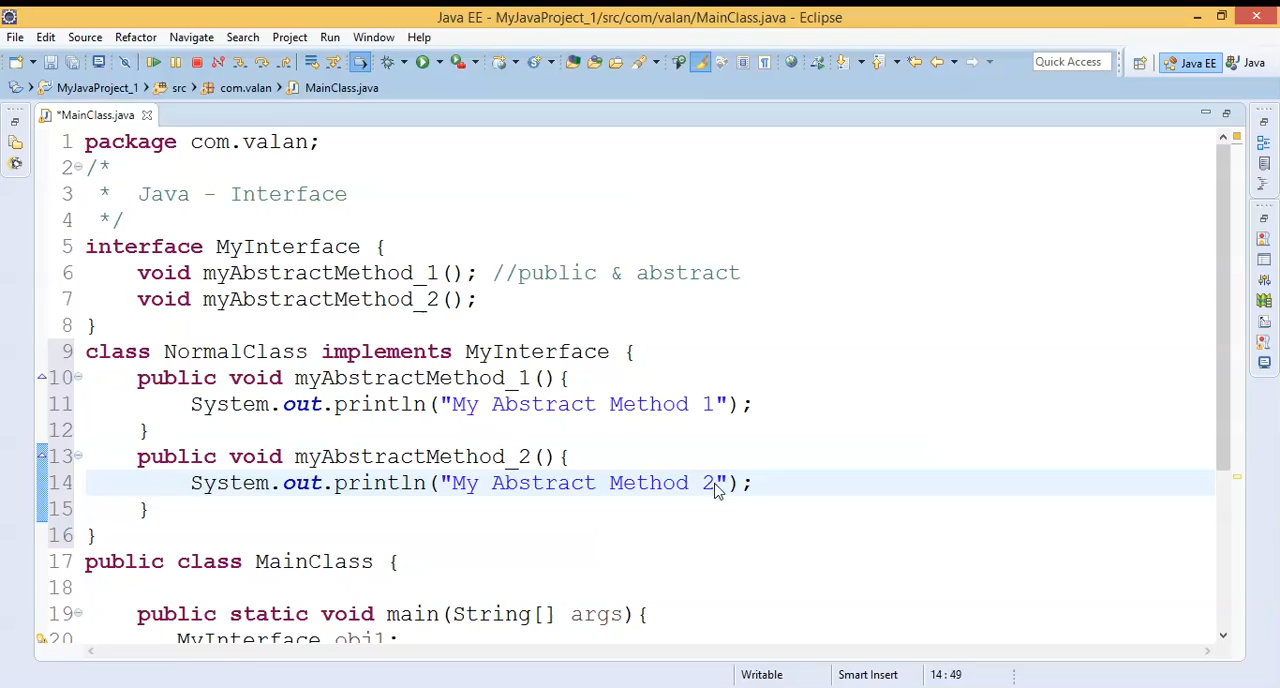 Java EE - MyJavaProject_1/src/com/valan/MainClass.java - Eclipse
File Edit Source Refactor Navigate Search Project Run Window Help
Quick Access Java EE Java
MyJavaProject_1 src com.valan MainClass.java
*MainClass.java
1 package com.valan;
2 /*
3 * Java - Interface
4 */
5 interface MyInterface {
6 void myAbstractMethod_1(); //public & abstract
7 void myAbstractMethod_2();
8 }
9 class NormalClass implements MyInterface {
10 public void myAbstractMethod_1(){
11 System.out.println("My Abstract Method 1");
12 }
13 public void myAbstractMethod_2(){
14 System.out.println("My Abstract Method 2");
15 }
16 }
17 public class MainClass {
18
19 public static void main(String[] args){
20 MyInterface obj1;
Writable Smart Insert 14 : 49